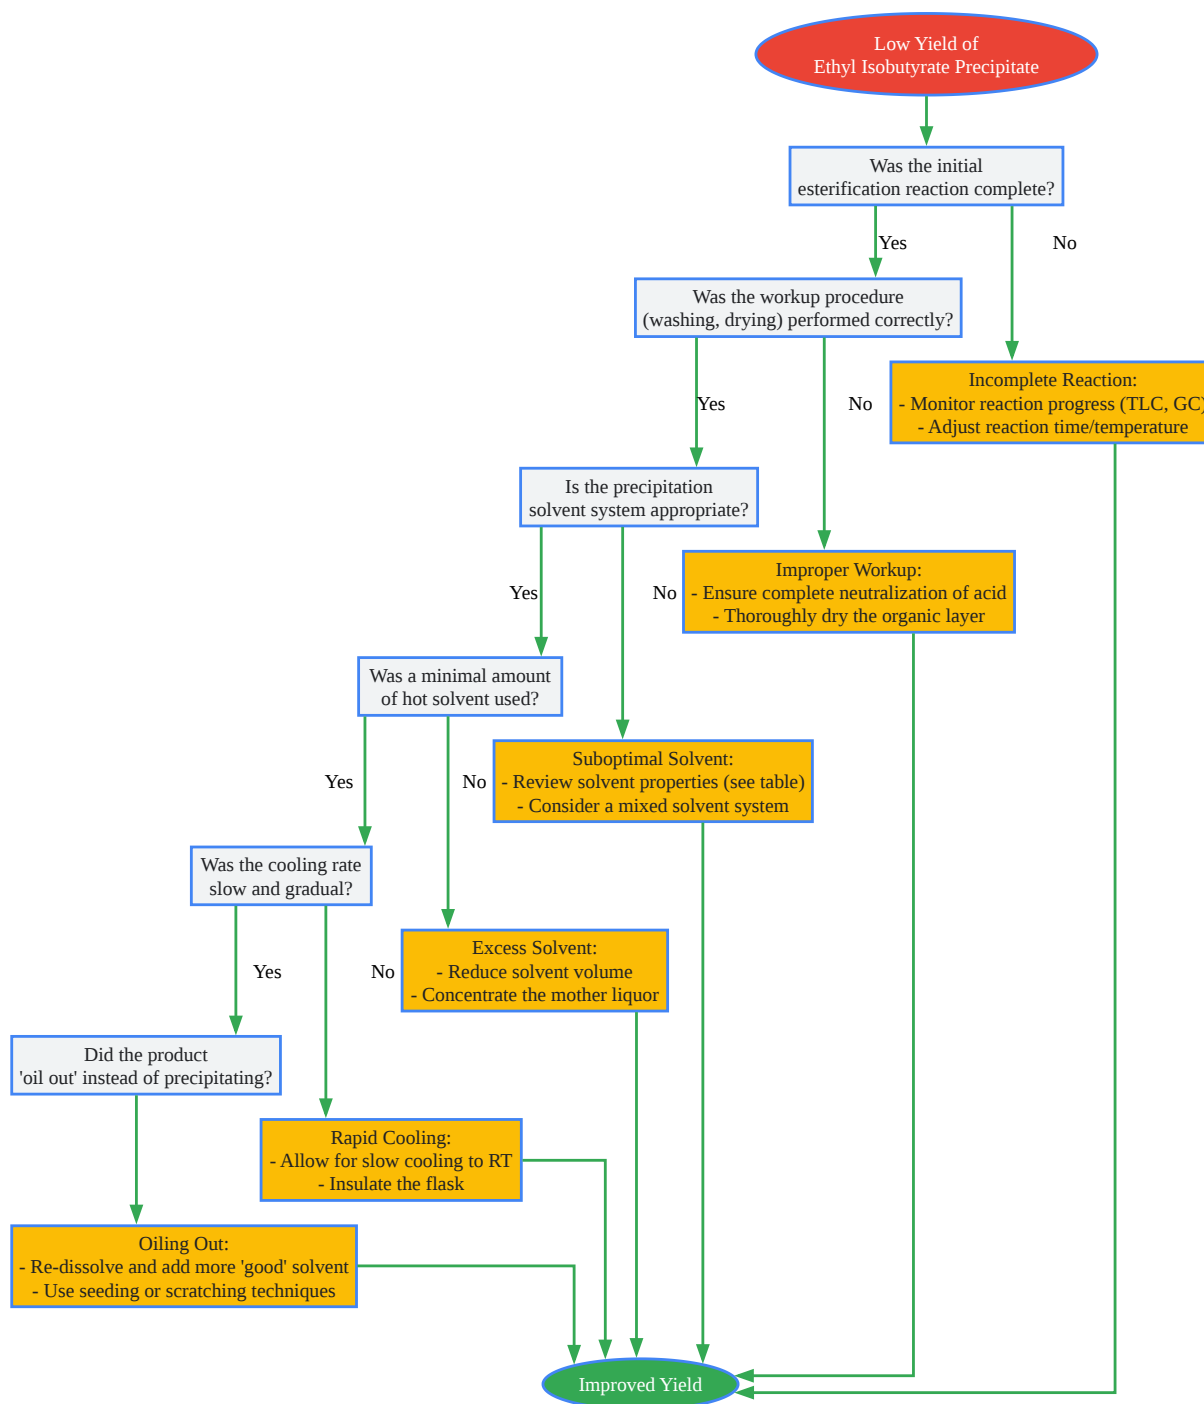 Low Yield of
Ethyl Isobutyrate Precipitate
Was the initial
esterification reaction complete?
Yes
No
Was the workup procedure
(washing, drying) performed correctly?
Incomplete Reaction:
- Monitor reaction progress (TLC, GC)
- Adjust reaction time/temperature
Yes
No
Is the precipitation
solvent system appropriate?
Improper Workup:
- Ensure complete neutralization of acid
- Thoroughly dry the organic layer
Yes
No
Was a minimal amount
of hot solvent used?
Suboptimal Solvent:
- Review solvent properties (see table)
- Consider a mixed solvent system
Yes
No
Was the cooling rate
slow and gradual?
Excess Solvent:
- Reduce solvent volume
- Concentrate the mother liquor
Yes
No
Did the product
'oil out' instead of precipitating?
Rapid Cooling:
- Allow for slow cooling to RT
- Insulate the flask
Oiling Out:
- Re-dissolve and add more 'good' solvent
- Use seeding or scratching techniques
Improved Yield